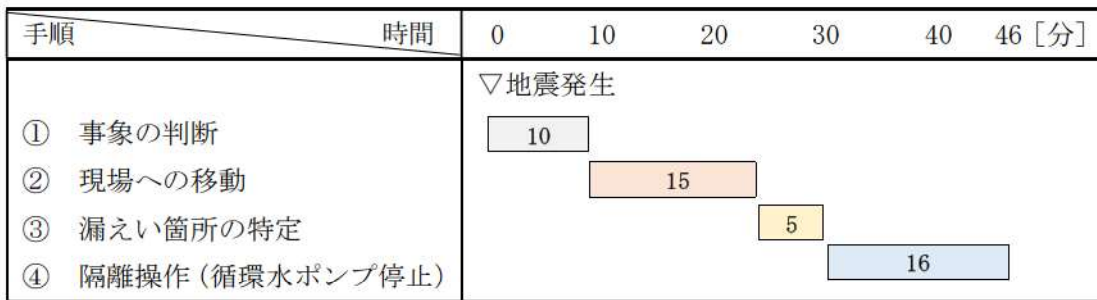 手順 時間 0 10 20 30 40 46［分］
▽地震発生
① 事象の判断 10
② 現場への移動 15
③ 漏えい箇所の特定 5
④ 隔離操作（循環水ポンプ停止） 16